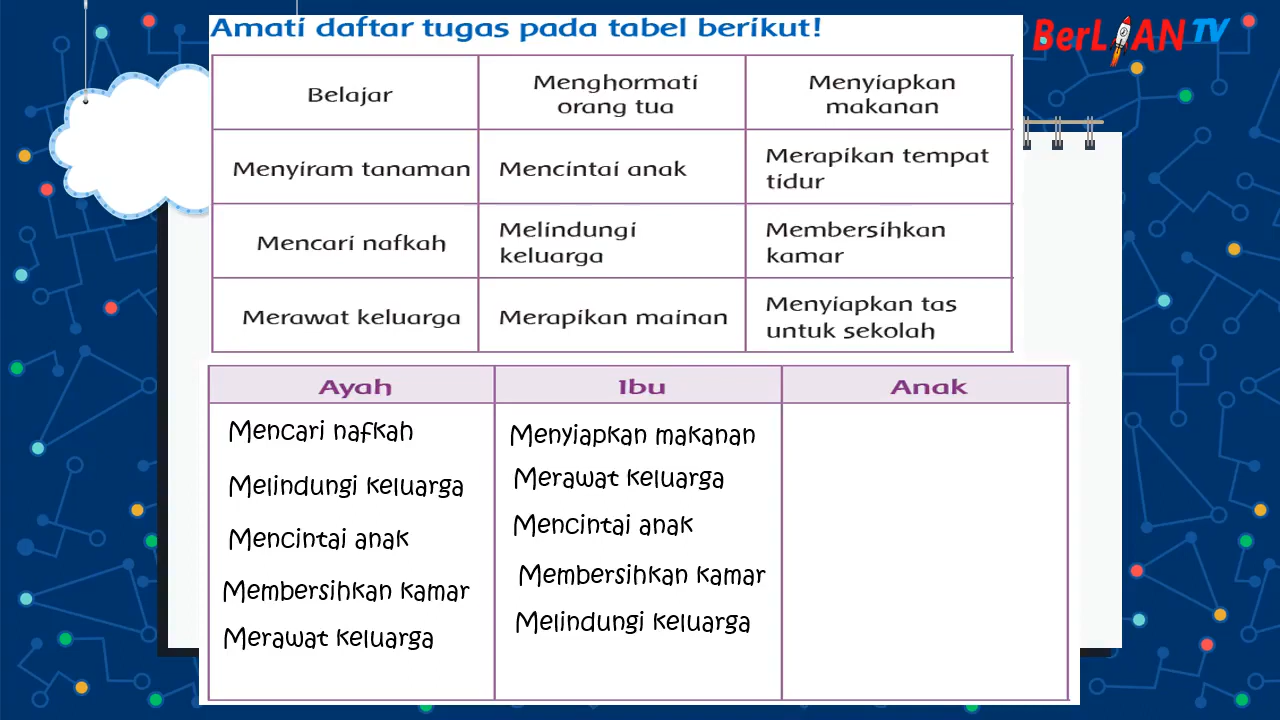 Amati daftar tugas pada tabel berikut!
BerLIAN TV
Belajar
Menghormati
orang tua
Menyiapkan
makanan
Menyiram tanaman
Mencintai anak
Merapikan tempat
tidur
Mencari nafkah
Melindungi
keluarga
Membersihkan
kamar
Merawat keluarga
Merapikan mainan
Menyiapkan tas
untuk sekolah
Ayah
Ibu
Anak
Mencari nafkah
Melindungi keluarga
Mencintai anak
Membersihkan kamar
Merawat keluarga
Menyiapkan makanan
Merawat keluarga
Mencintai anak
Membersihkan kamar
Melindungi keluarga